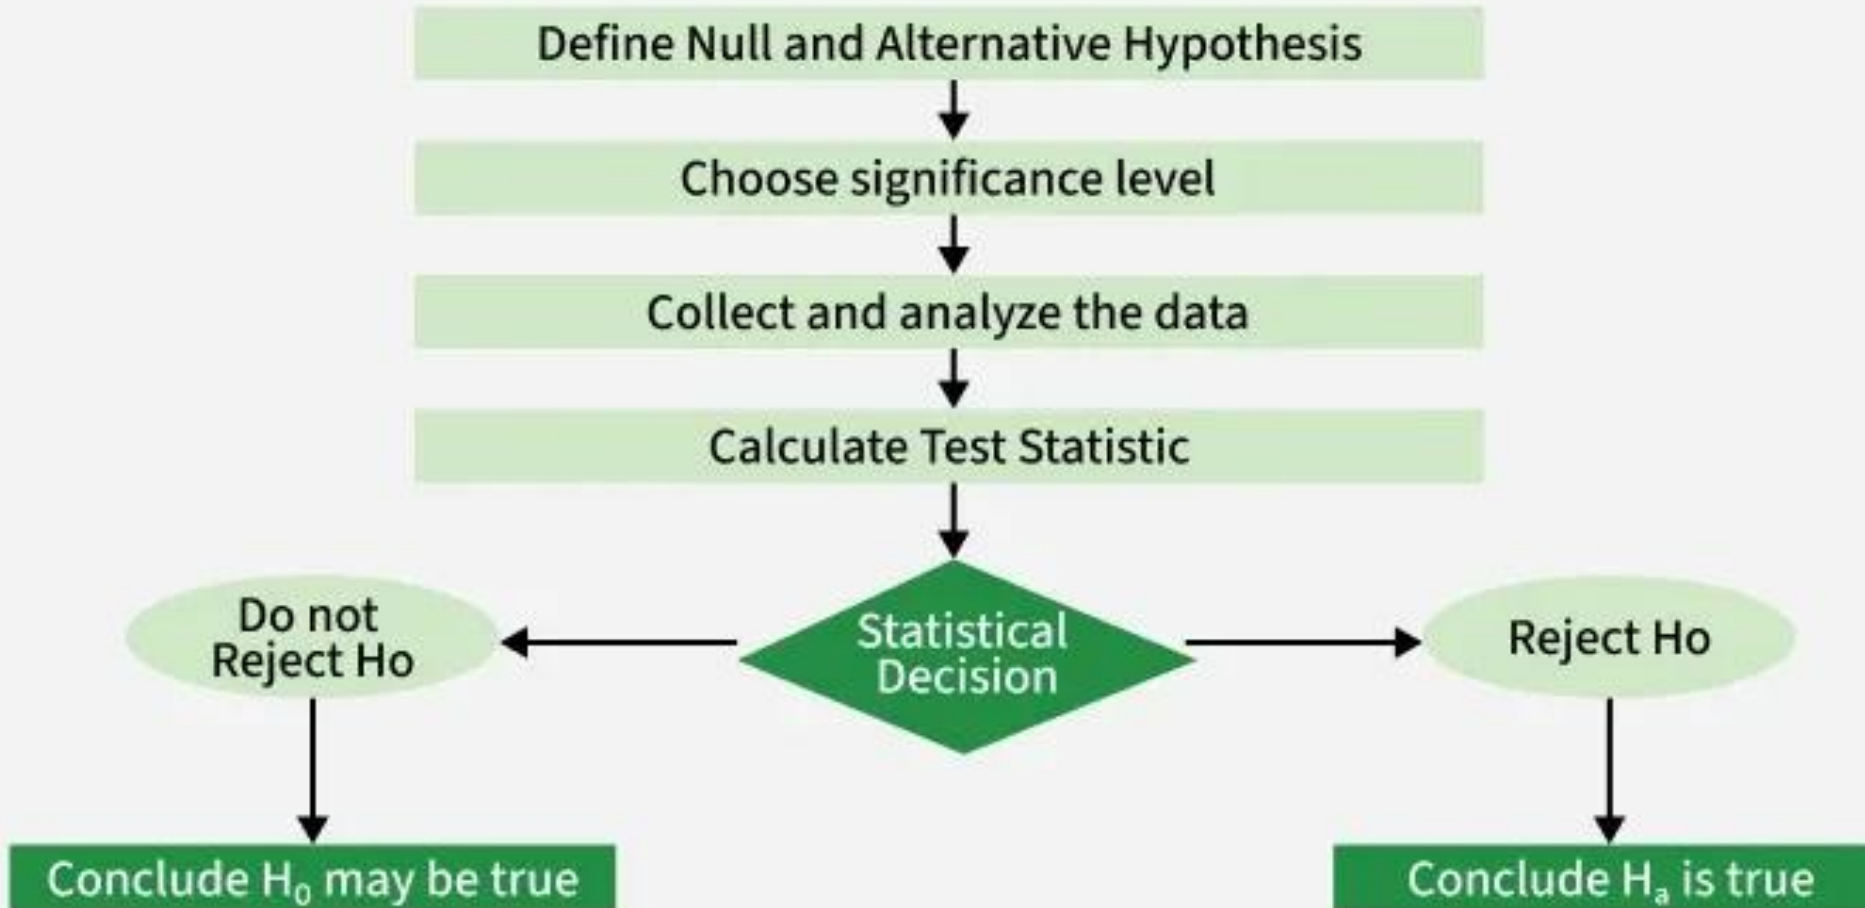 Define Null and Alternative Hypothesis
Choose significance level
Collect and analyze the data
Calculate Test Statistic
Do not
Reject Ho
Statistical
Decision
Reject Ho
Conclude H₀ may be true
Conclude Hₐ is true